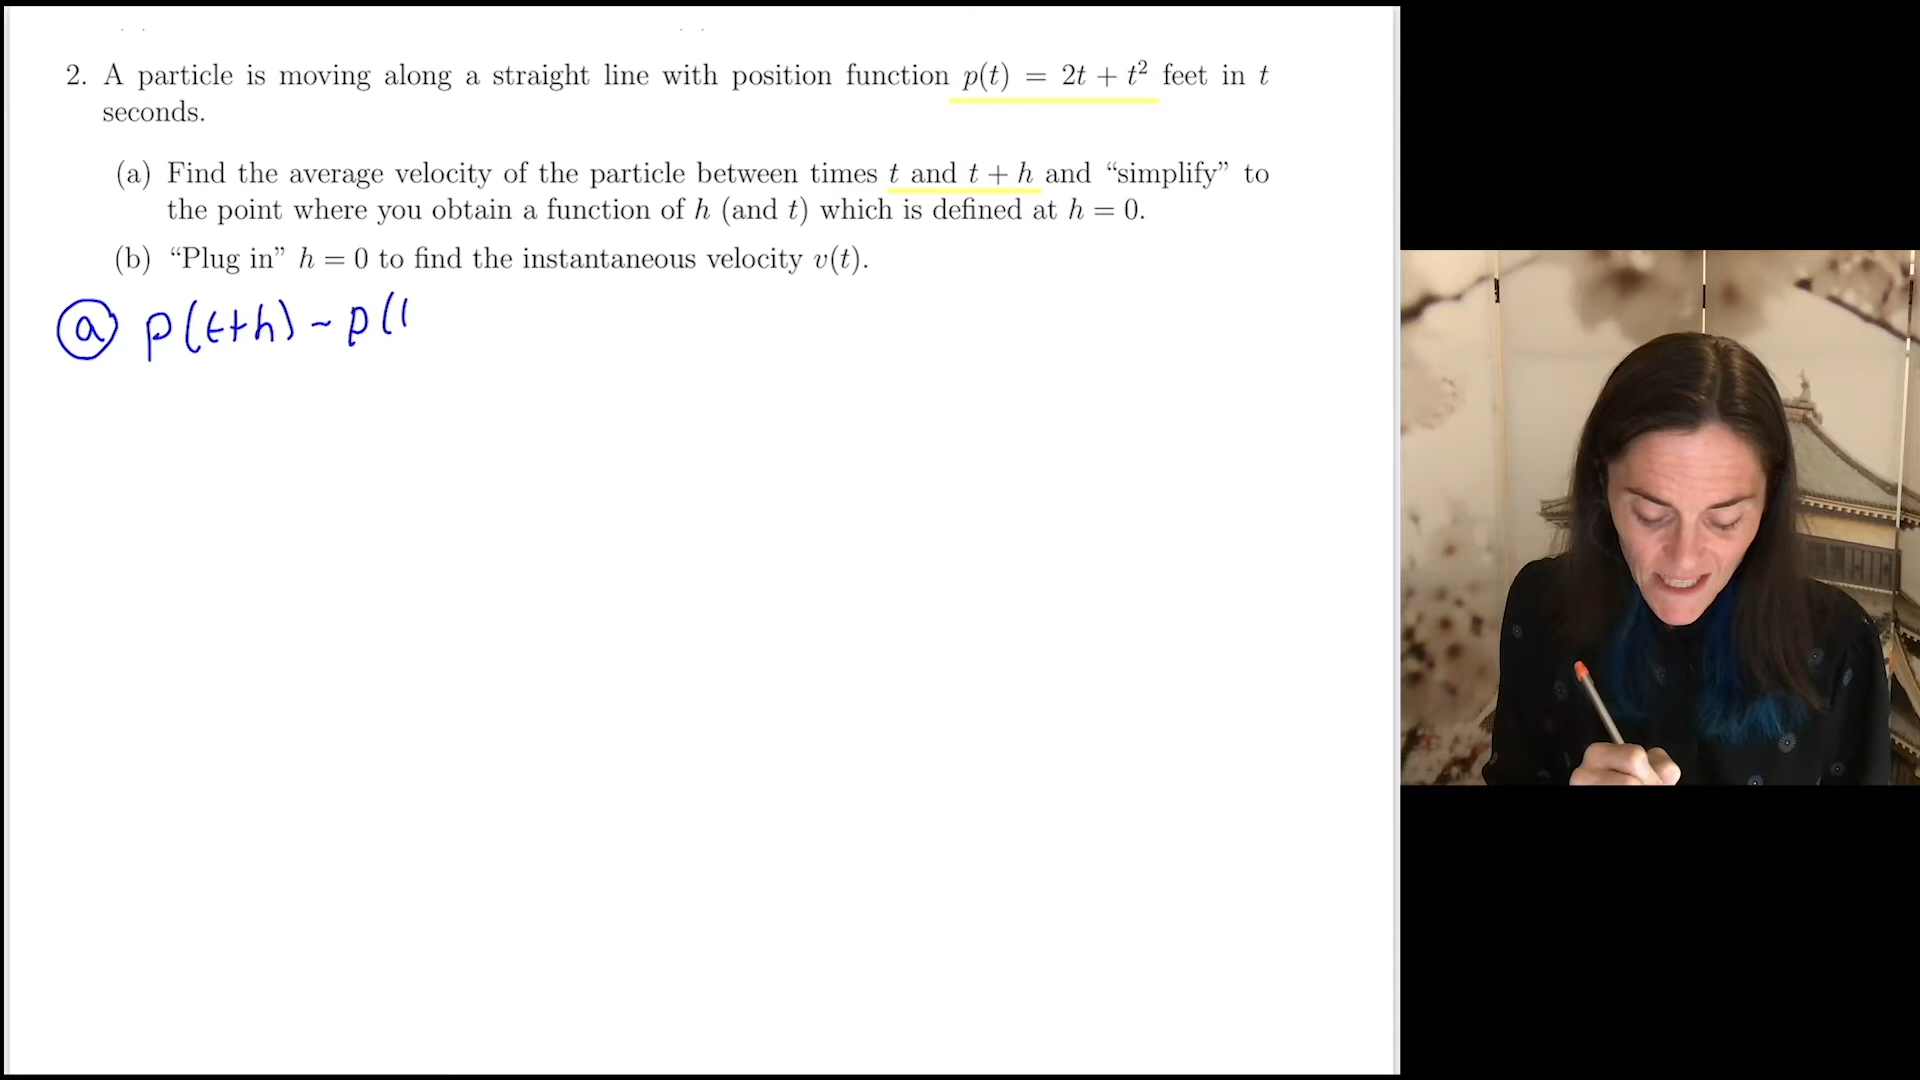 2. A particle is moving along a straight line with position function p(t) = 2t + t² feet in t
seconds.
(a) Find the average velocity of the particle between times t and t + h and “simplify” to
the point where you obtain a function of h (and t) which is defined at h = 0.
(b) “Plug in” h = 0 to find the instantaneous velocity v(t).
ⓐ p(t+h) - p(